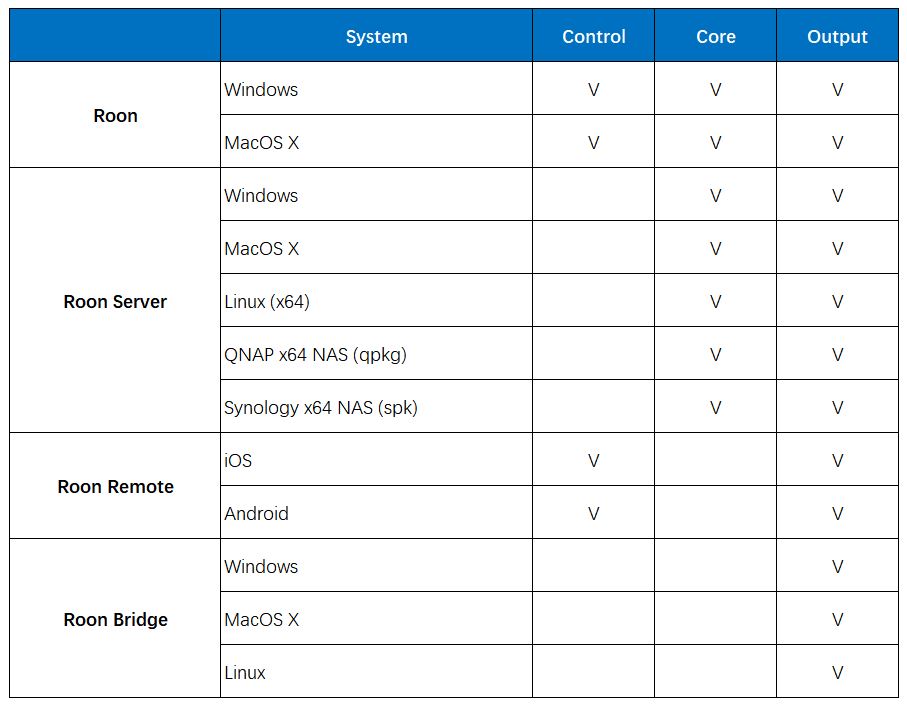 System Control Core Output
Roon
Windows V V V
MacOS X V V V
Roon Server
Windows V V
MacOS X V V
Linux (x64) V V
QNAP x64 NAS (qpkg) V V
Synology x64 NAS (spk) V V
Roon Remote
iOS V V
Android V V
Roon Bridge
Windows V
MacOS X V
Linux V